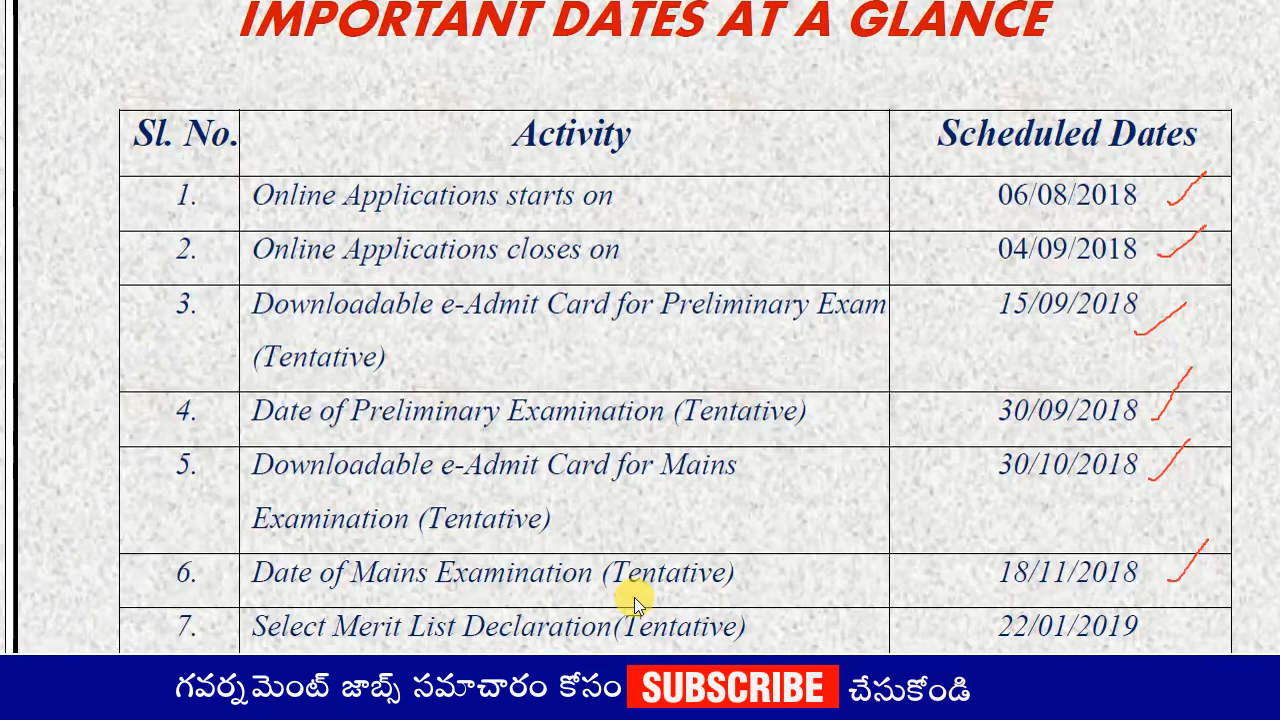 IMPORTANT DATES AT A GLANCE
Sl. No. Activity Scheduled Dates
1. Online Applications starts on 06/08/2018
2. Online Applications closes on 04/09/2018
3. Downloadable e-Admit Card for Preliminary Exam 15/09/2018
(Tentative)
4. Date of Preliminary Examination (Tentative) 30/09/2018
5. Downloadable e-Admit Card for Mains 30/10/2018
Examination (Tentative)
6. Date of Mains Examination (Tentative) 18/11/2018
7. Select Merit List Declaration(Tentative) 22/01/2019
గవర్నమెంట్ జాబ్స్ సమాచారం కోసం SUBSCRIBE చేసుకోండి